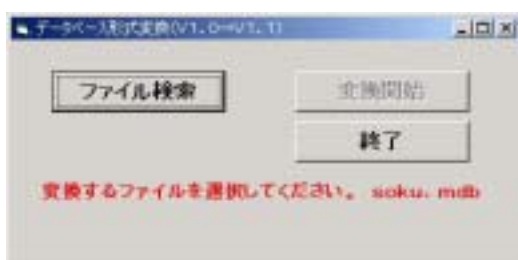 データベース形式変換(V1.0→V1.1)
ファイル検索
変換開始
終了
変換するファイルを選択してください。 soku.mdb